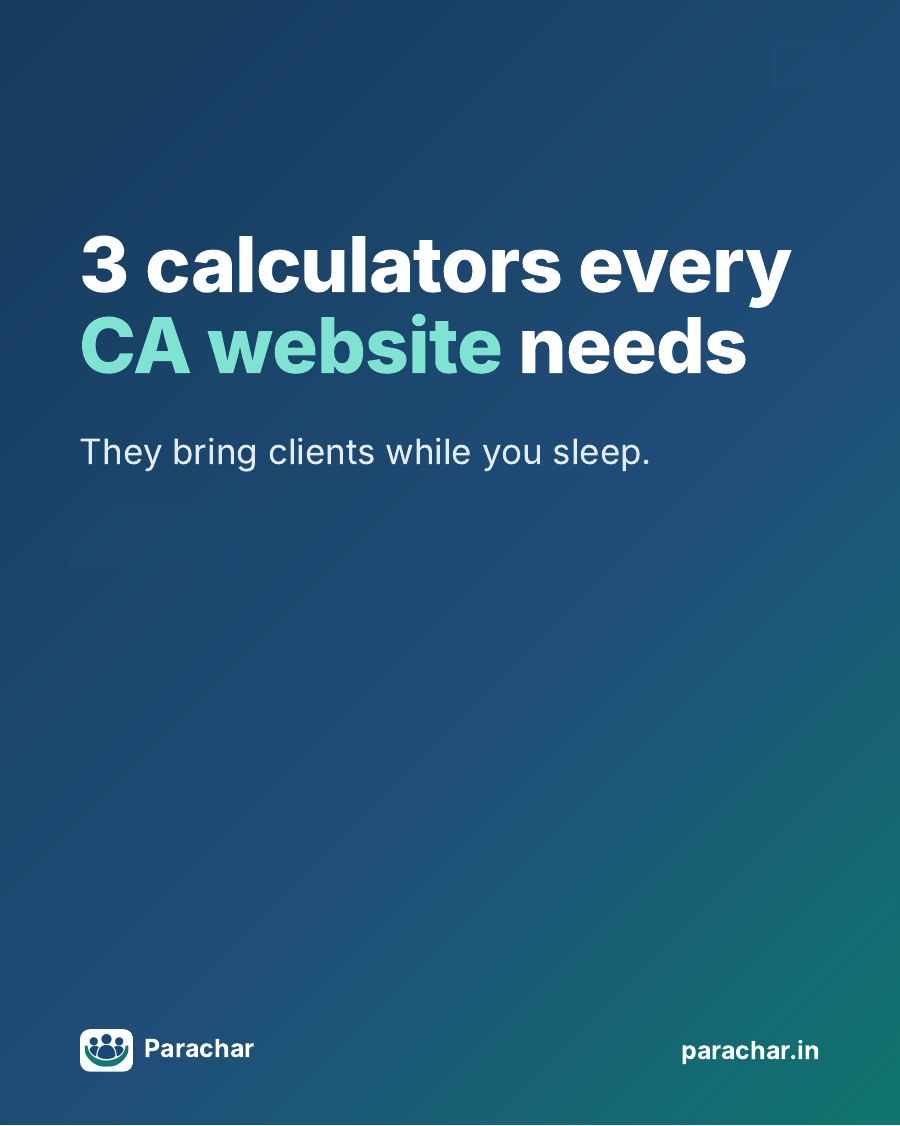 3 calculators every
CA website needs
They bring clients while you sleep.
Parachar
parachar.in